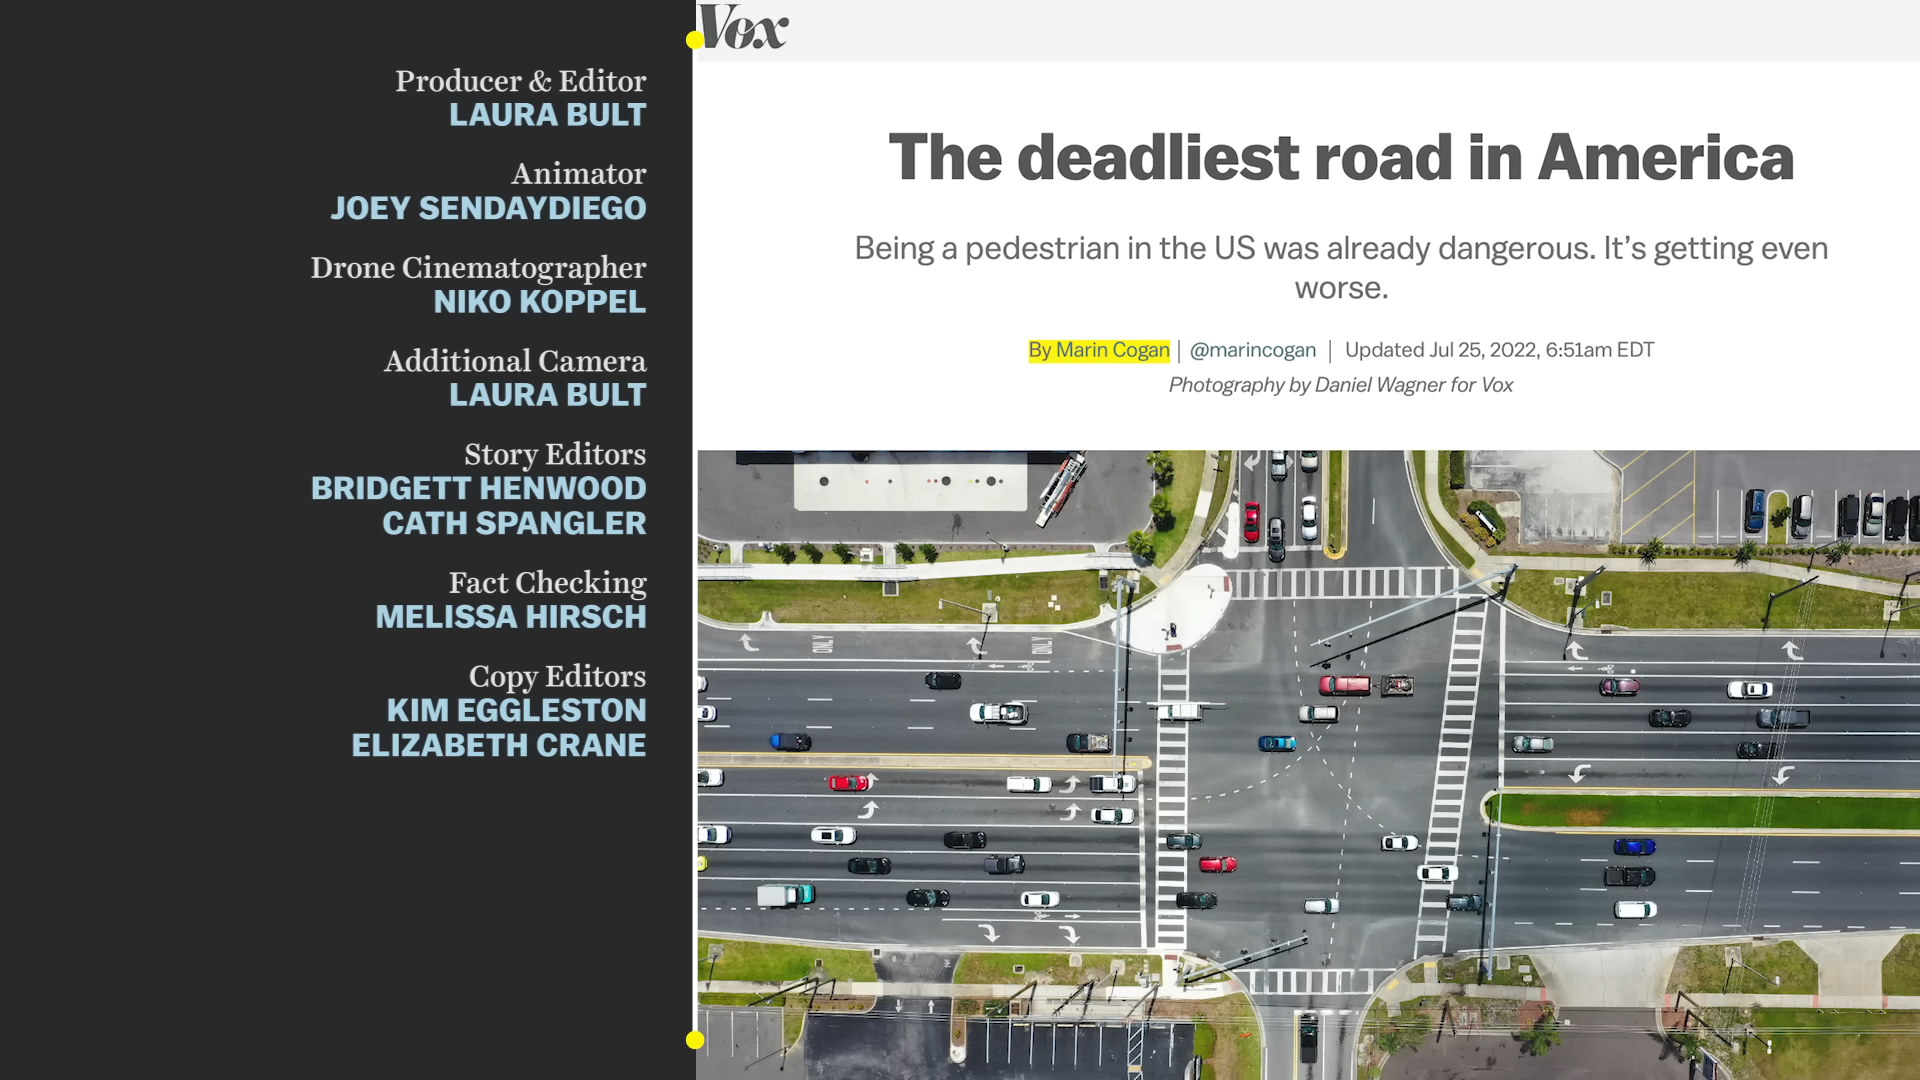 Producer & Editor
LAURA BULT
Animator
JOEY SENDAYDIEGO
Drone Cinematographer
NIKO KOPPEL
Additional Camera
LAURA BULT
Story Editors
BRIDGETT HENWOOD
CATH SPANGLER
Fact Checking
MELISSA HIRSCH
Copy Editors
KIM EGGLESTON
ELIZABETH CRANE
Vox
The deadliest road in America
Being a pedestrian in the US was already dangerous. It’s getting even
worse.
By Marin Cogan | @marincogan | Updated Jul 25, 2022, 6:51am EDT
Photography by Daniel Wagner for Vox
ONLY
ONLY